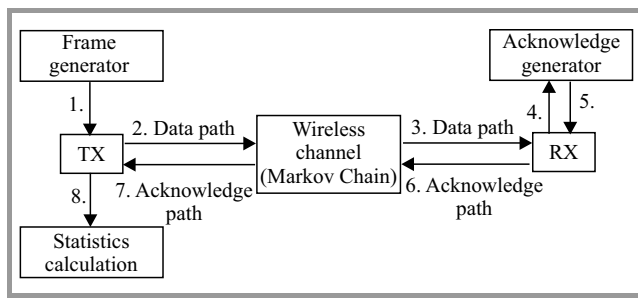 Frame
generator
Acknowledge
generator
1.
4.
5.
2. Data path
3. Data path
TX
Wireless
channel
(Markov Chain)
RX
7. Acknowledge
path
6. Acknowledge
path
8.
Statistics
calculation